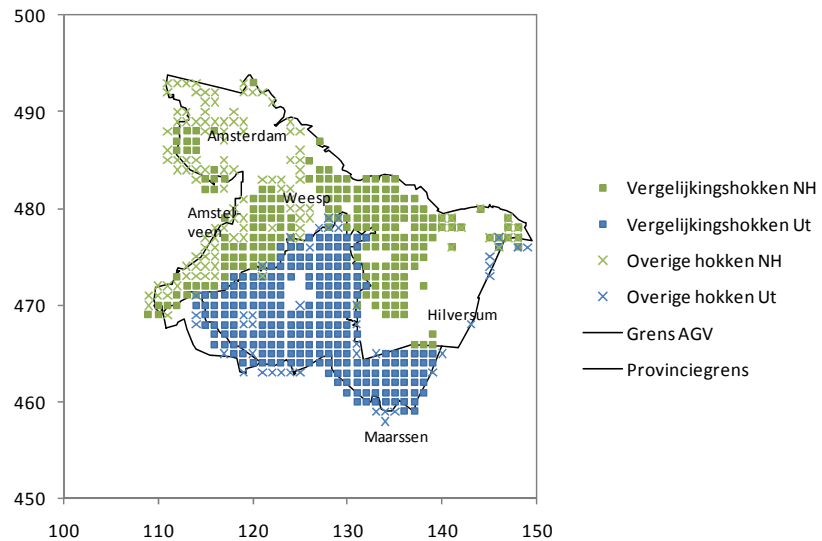 500
490
480
470
460
450
100
110
120
130
140
150
Amsterdam
Weesp
Amstel-
veen
Hilversum
Maarssen
Vergelijkingshokken NH
Vergelijkingshokken Ut
Overige hokken NH
Overige hokken Ut
Grens AGV
Provinciegrens